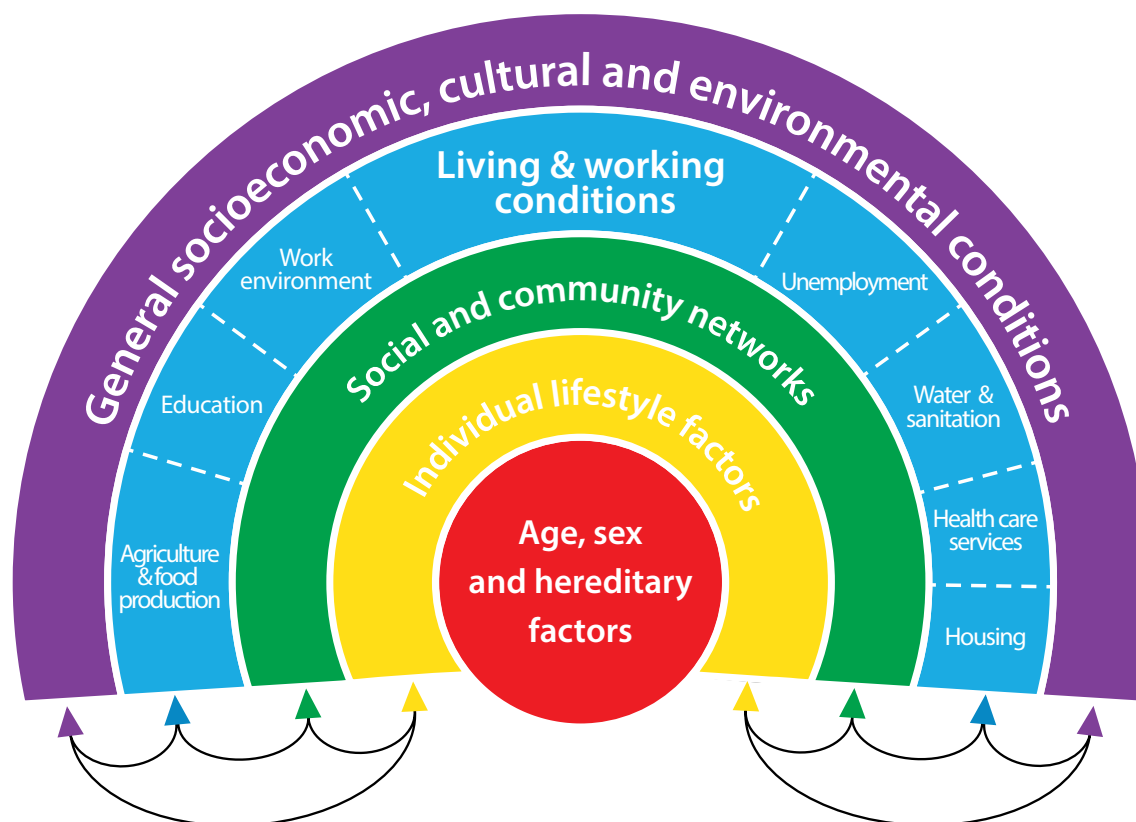 General socioeconomic, cultural and environmental conditions
Living & working
conditions
Work
environment
Unemployment
Education
Water &
sanitation
Agriculture
& food
production
Health care
services
Housing
Social and community networks
Individual lifestyle factors
Age, sex
and hereditary
factors